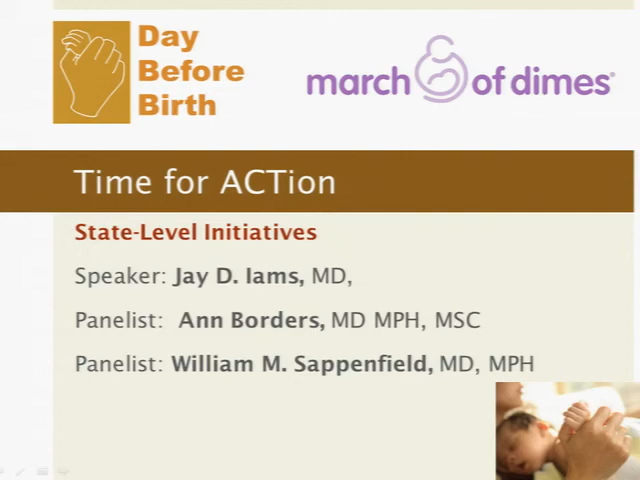 Day
Before
Birth
march of dimes®
Time for ACTion
State-Level Initiatives
Speaker: Jay D. Iams, MD,
Panelist: Ann Borders, MD MPH, MSC
Panelist: William M. Sappenfield, MD, MPH